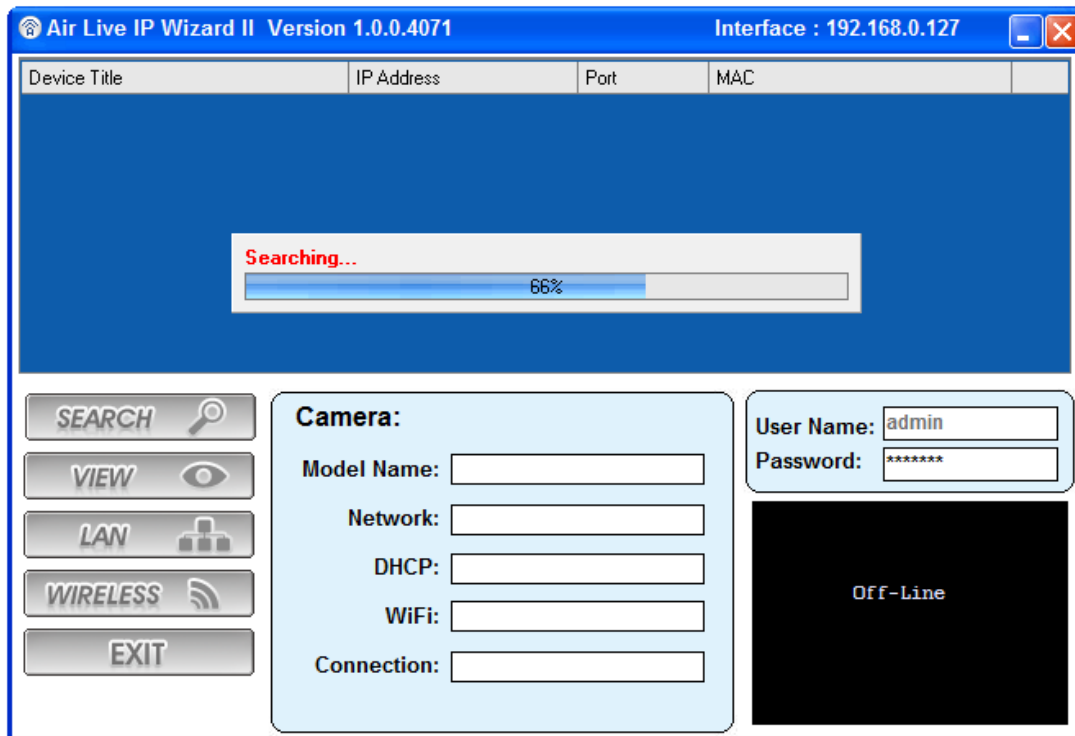 Air Live IP Wizard II Version 1.0.0.4071 Interface : 192.168.0.127
Device Title IP Address Port MAC
Searching...
66%
SEARCH
VIEW
LAN
WIRELESS
EXIT
Camera:
Model Name:
Network:
DHCP:
WiFi:
Connection:
User Name: admin
Password: *******
Off-Line